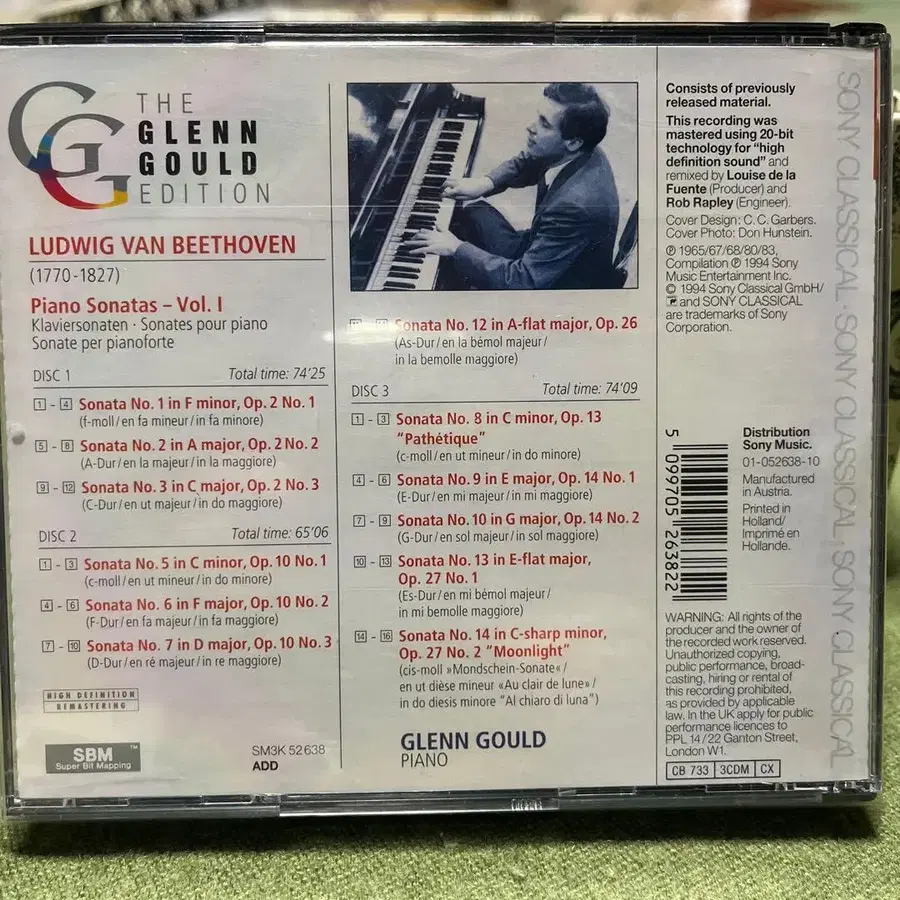 THE
GLENN
GOULD
EDITION
LUDWIG VAN BEETHOVEN
(1770-1827)
Piano Sonatas – Vol. I
Klaviersonaten · Sonates pour piano
Sonate per pianoforte
DISC 1 Total time: 74'25
1 - 4 Sonata No. 1 in F minor, Op. 2 No. 1
(f-moll / en fa mineur / in fa minore)
5 - 8 Sonata No. 2 in A major, Op. 2 No. 2
(A-Dur / en la majeur / in la maggiore)
9 - 12 Sonata No. 3 in C major, Op. 2 No. 3
(C-Dur / en ut majeur / in do maggiore)
DISC 2 Total time: 65'06
1 - 3 Sonata No. 5 in C minor, Op. 10 No. 1
(c-moll / en ut mineur / in do minore)
4 - 6 Sonata No. 6 in F major, Op. 10 No. 2
(F-Dur / en fa majeur / in fa maggiore)
7 - 10 Sonata No. 7 in D major, Op. 10 No. 3
(D-Dur / en ré majeur / in re maggiore)
HIGH DEFINITION
REMASTERING
SBM™
Super Bit Mapping
SM3K 52638
ADD
Sonata No. 12 in A-flat major, Op. 26
(As-Dur / en la bémol majeur /
in la bemolle maggiore)
DISC 3 Total time: 74'09
1 - 3 Sonata No. 8 in C minor, Op. 13
"Pathétique"
(c-moll / en ut mineur / in do minore)
4 - 6 Sonata No. 9 in E major, Op. 14 No. 1
(E-Dur / en mi majeur / in mi maggiore)
7 - 9 Sonata No. 10 in G major, Op. 14 No. 2
(G-Dur / en sol majeur / in sol maggiore)
10 - 13 Sonata No. 13 in E-flat major,
Op. 27 No. 1
(Es-Dur / en mi bémol majeur /
in mi bemolle maggiore)
14 - 16 Sonata No. 14 in C-sharp minor,
Op. 27 No. 2 "Moonlight"
(cis-moll »Mondschein-Sonate« /
en ut dièse mineur «Au clair de lune» /
in do diesis minore "Al chiaro di luna")
GLENN GOULD
PIANO
Consists of previously
released material.
This recording was
mastered using 20-bit
technology for "high
definition sound" and
remixed by Louise de la
Fuente (Producer) and
Rob Rapley (Engineer).
Cover Design: C. C. Garbers.
Cover Photo: Don Hunstein.
℗ 1965/67/68/80/83,
Compilation ℗ 1994 Sony
Music Entertainment Inc.
© 1994 Sony Classical GmbH/
and SONY CLASSICAL
are trademarks of Sony
Corporation.
5 099705 263822
Distribution
Sony Music.
01-052638-10
Manufactured
in Austria.
Printed in
Holland/
Imprimé en
Hollande.
WARNING: All rights of the
producer and the owner of
the recorded work reserved.
Unauthorized copying,
public performance, broad-
casting, hiring or rental of
this recording prohibited,
as provided by applicable
law. In the UK apply for public
performance licences to
PPL 14/22 Ganton Street,
London W1.
CB 733 3CDM CX
SONY CLASSICAL · SONY CLASSICAL · SONY CLASSICAL